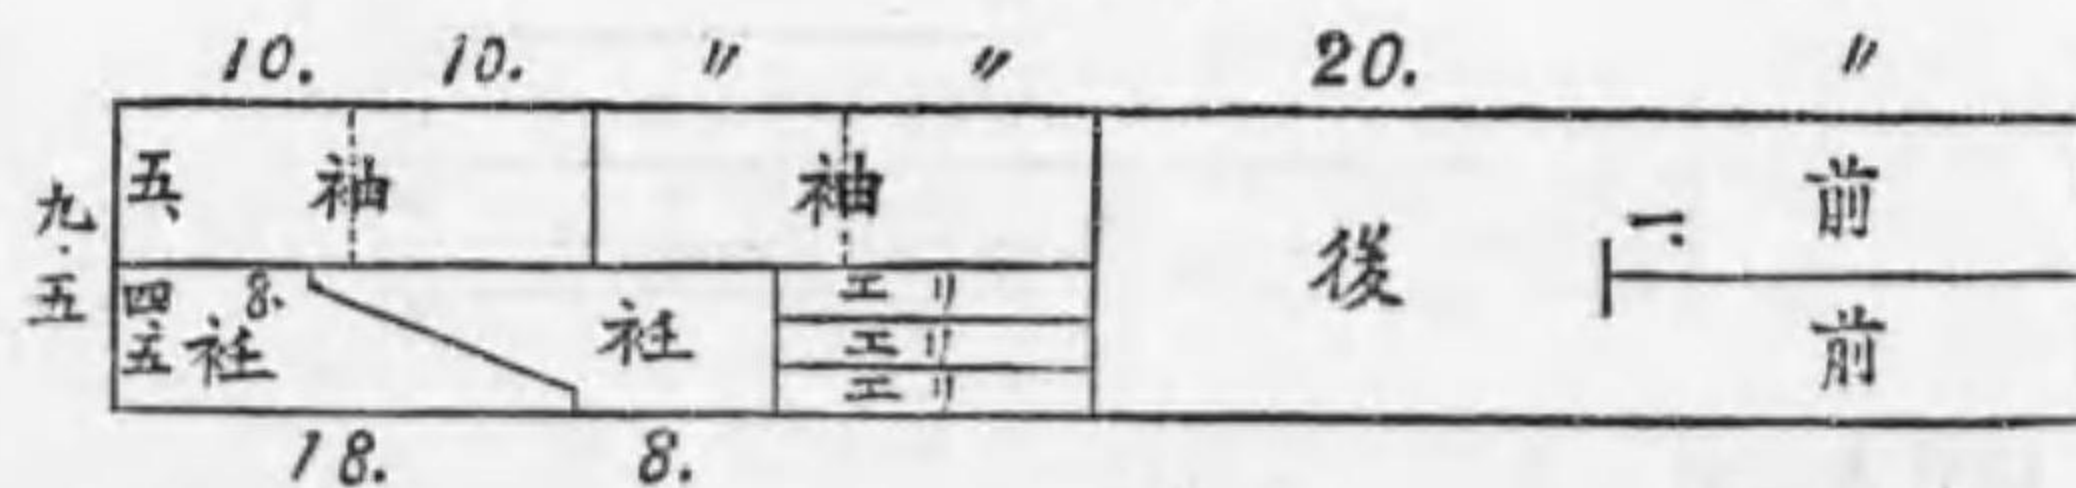 10. 10. 〃 〃 20. 〃
九・五
五、 袖 袖
四五 衽 8. 衽
エリ
エリ
エリ
後
一、
前
前
18. 8.